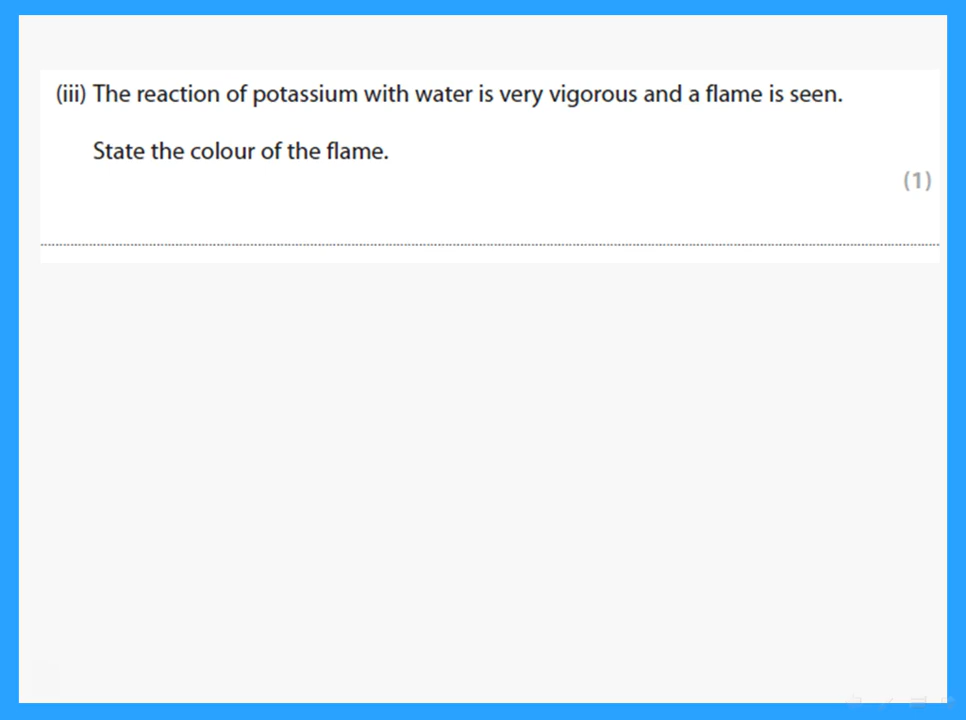 (iii) The reaction of potassium with water is very vigorous and a flame is seen.
State the colour of the flame.
(1)